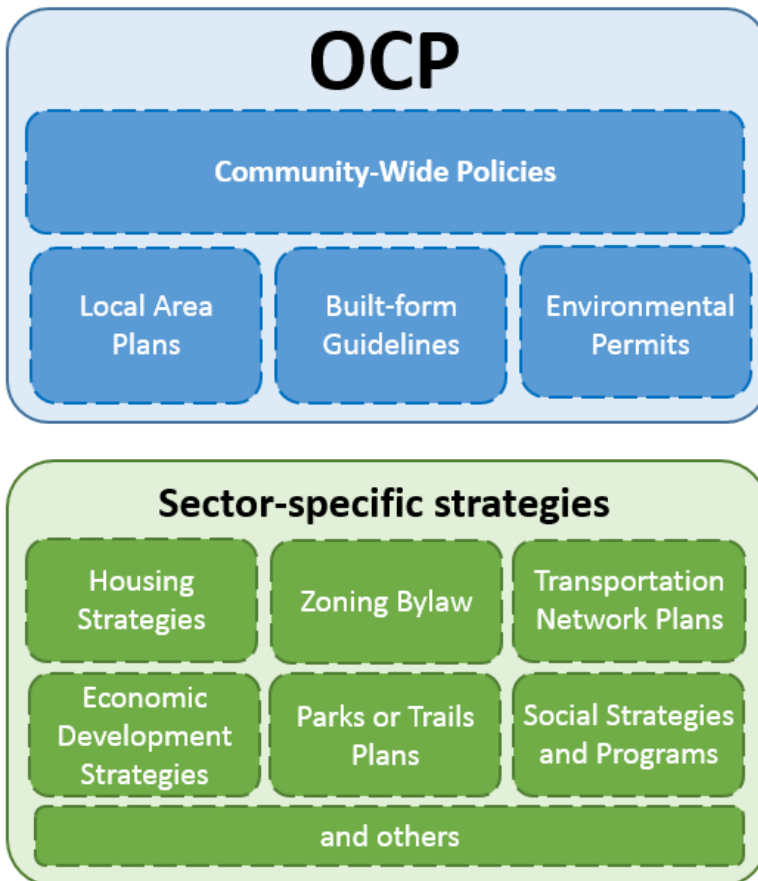 OCP
Community-Wide Policies
Local Area
Plans
Built-form
Guidelines
Environmental
Permits
Sector-specific strategies
Housing
Strategies
Zoning Bylaw
Transportation
Network Plans
Economic
Development
Strategies
Parks or Trails
Plans
Social Strategies
and Programs
and others